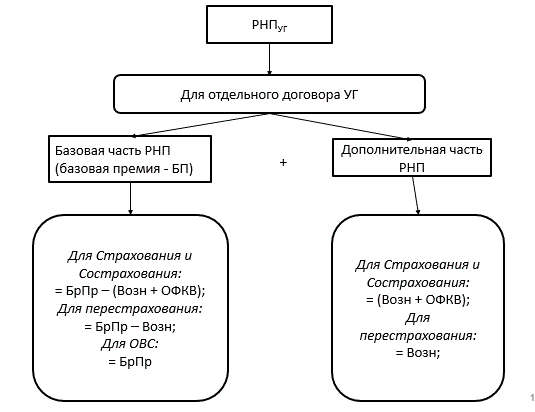 РНПУГ
Для отдельного договора УГ
Базовая часть РНП
(базовая премия - БП)
+
Дополнительная часть
РНП
Для Страхования и
Сострахования:
= БрПр – (Возн + ОФКВ);
Для перестрахования:
= БрПр – Возн;
Для ОВС:
= БрПр
Для Страхования и
Сострахования:
= (Возн + ОФКВ);
Для
перестрахования:
= Возн;
1